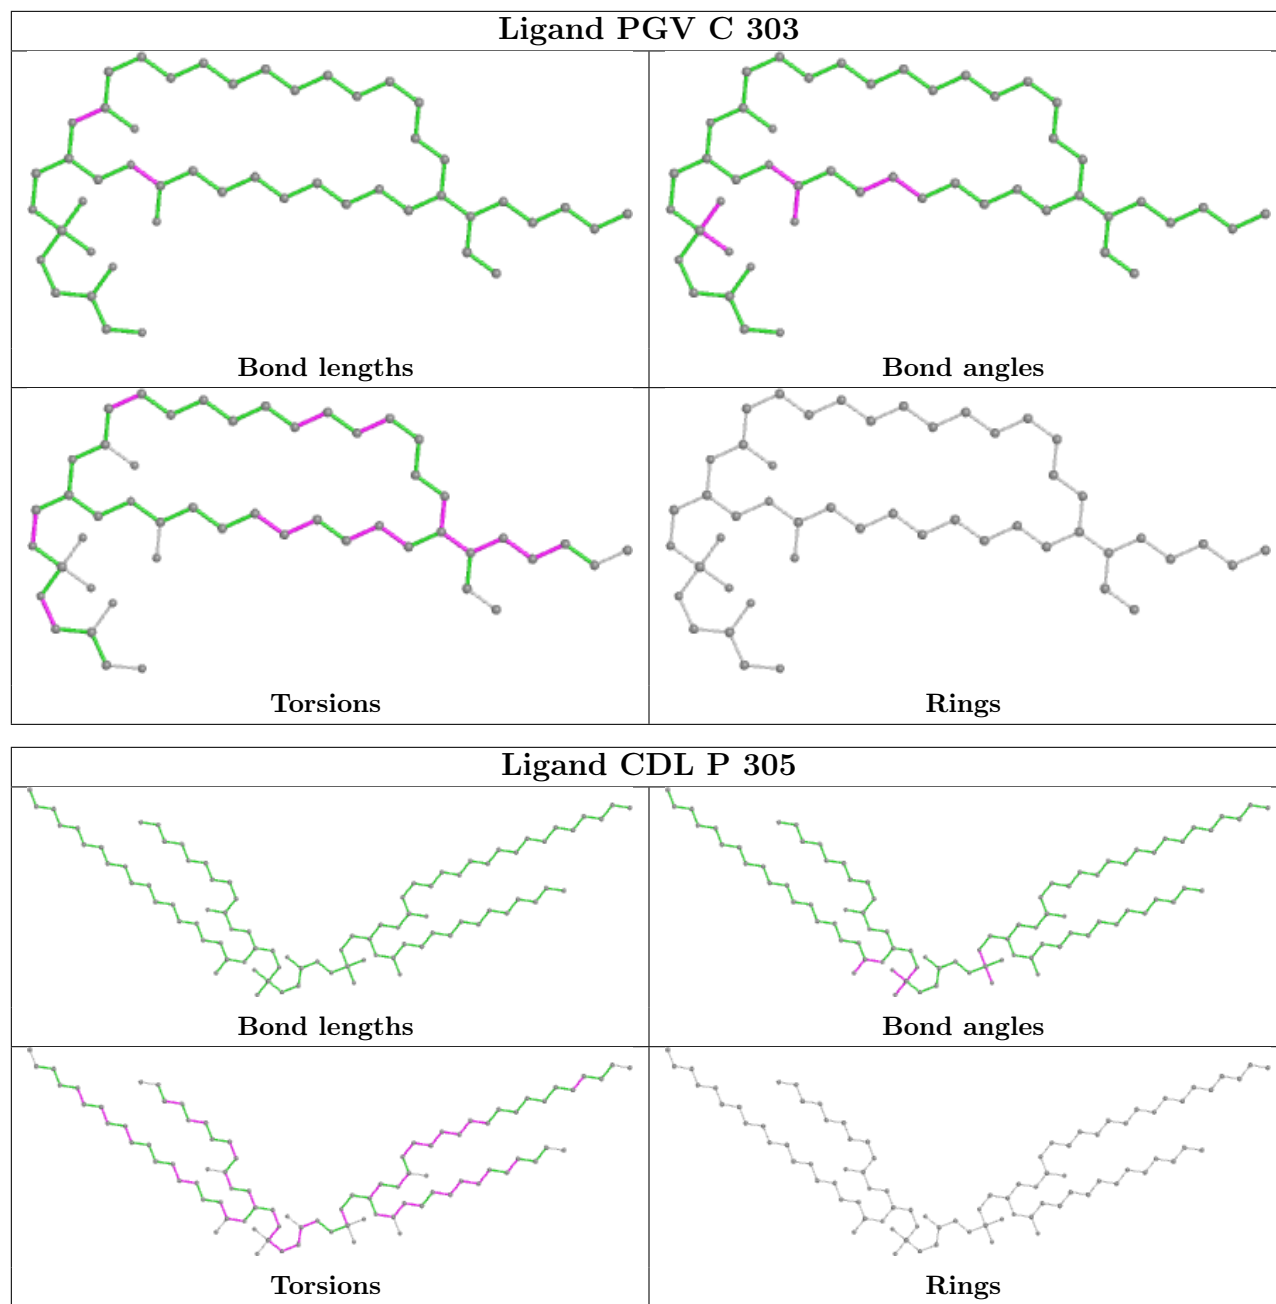 Ligand PGV C 303
Bond lengths
Bond angles
Torsions
Rings
Ligand CDL P 305
Bond lengths
Bond angles
Torsions
Rings